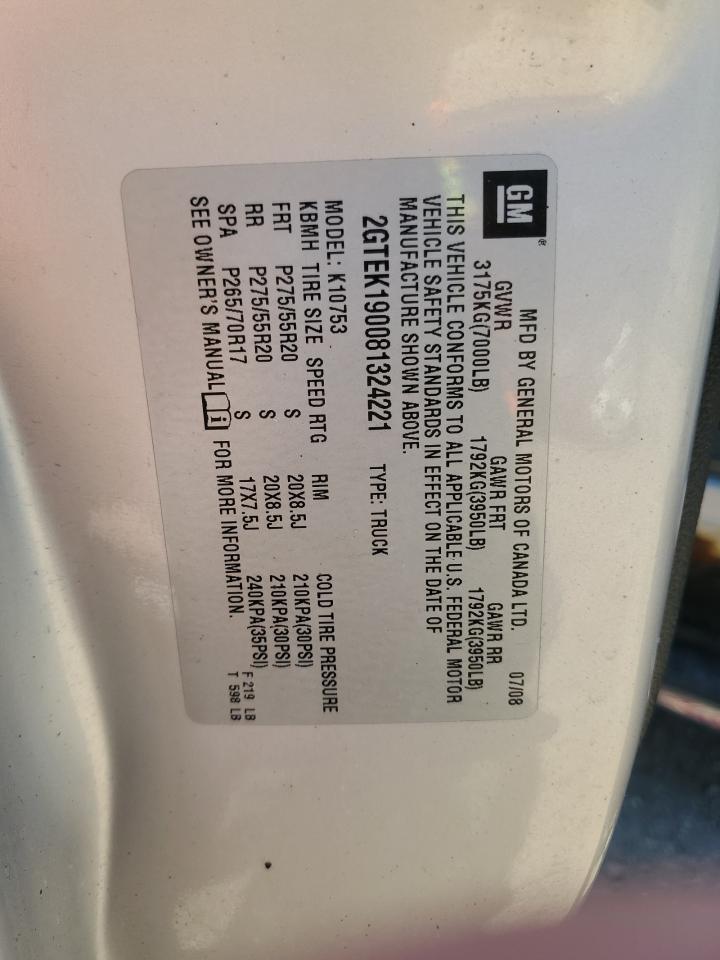 GM®
MFD BY GENERAL MOTORS OF CANADA LTD. 07/08
GVWR GAWR FRT GAWR RR
3175KG(7000LB) 1792KG(3950LB) 1792KG(3950LB)
THIS VEHICLE CONFORMS TO ALL APPLICABLE U.S. FEDERAL MOTOR
VEHICLE SAFETY STANDARDS IN EFFECT ON THE DATE OF
MANUFACTURE SHOWN ABOVE.
2GTEK190081324221 TYPE: TRUCK
MODEL: K10753
KBMH TIRE SIZE SPEED RTG RIM COLD TIRE PRESSURE
FRT P275/55R20 S 20X8.5J 210KPA(30PSI)
RR P275/55R20 S 20X8.5J 210KPA(30PSI)
SPA P265/70R17 S 17X7.5J 240KPA(35PSI)
SEE OWNER'S MANUAL i FOR MORE INFORMATION.
F 219 LB
T 598 LB